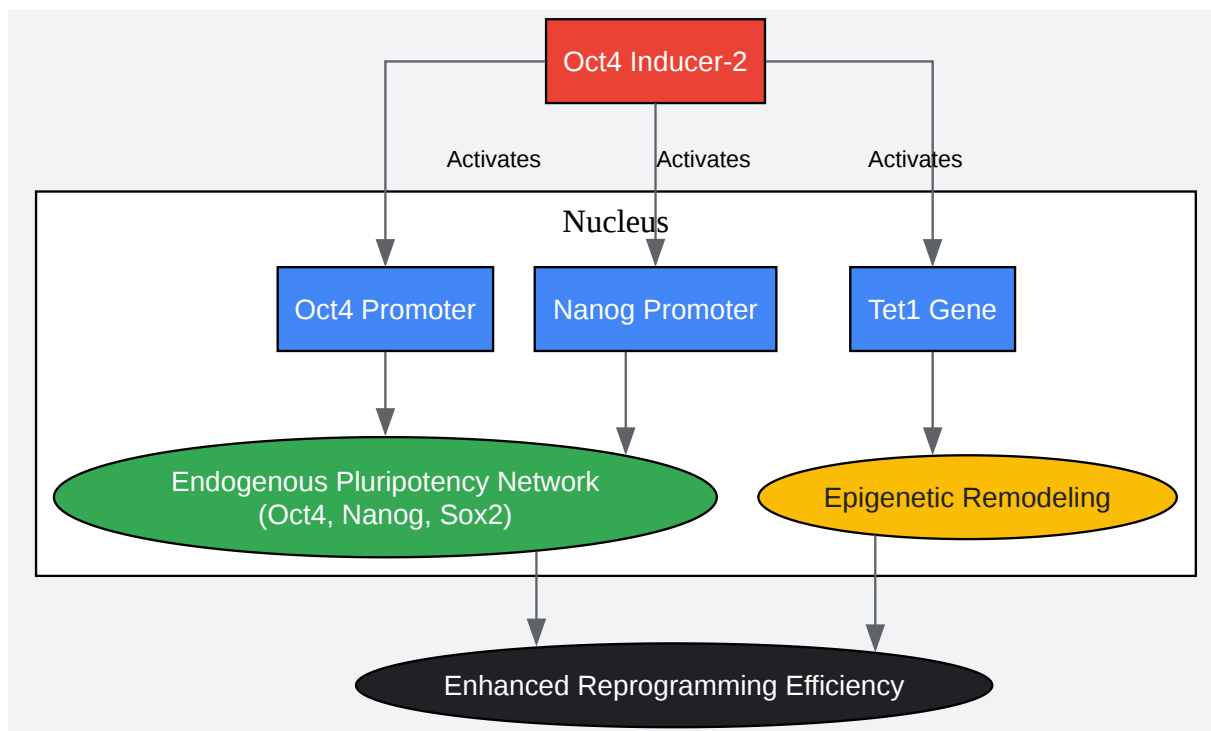 Oct4 Inducer-2
Activates
Activates
Activates
Nucleus
Oct4 Promoter
Nanog Promoter
Tet1 Gene
Endogenous Pluripotency Network
(Oct4, Nanog, Sox2)
Epigenetic Remodeling
Enhanced Reprogramming Efficiency